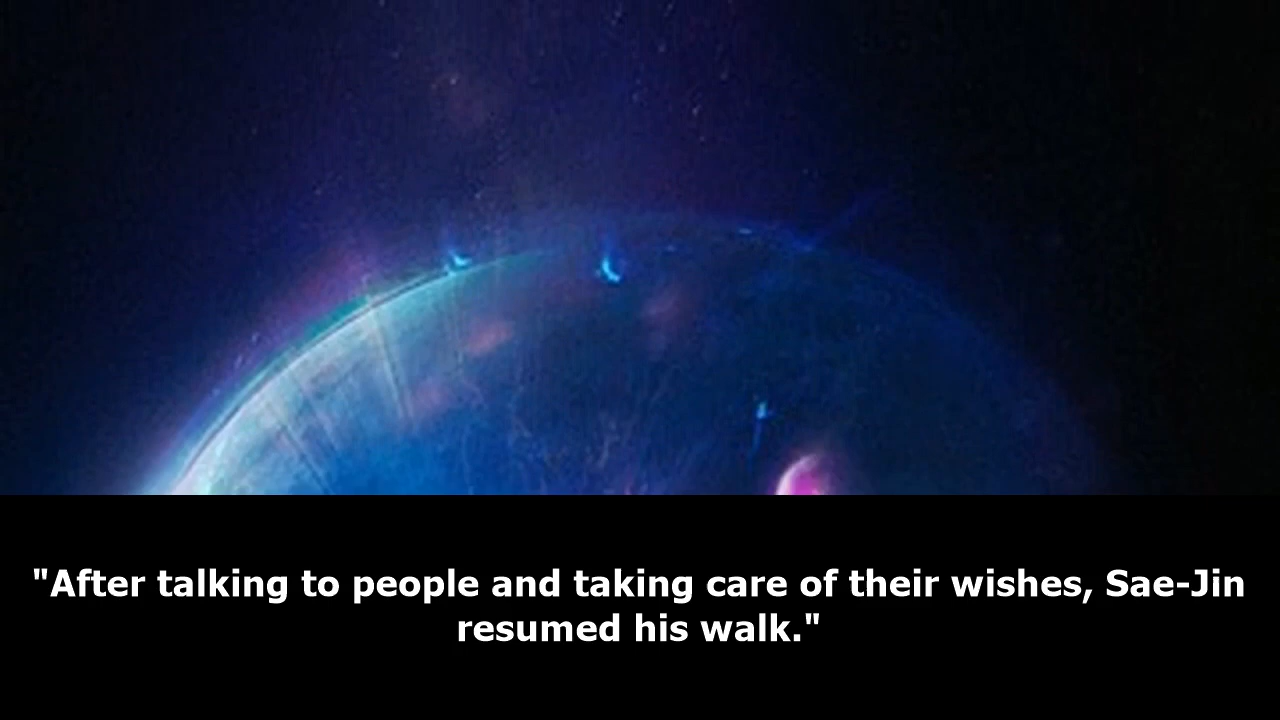 "After talking to people and taking care of their wishes, Sae-Jin
resumed his walk."